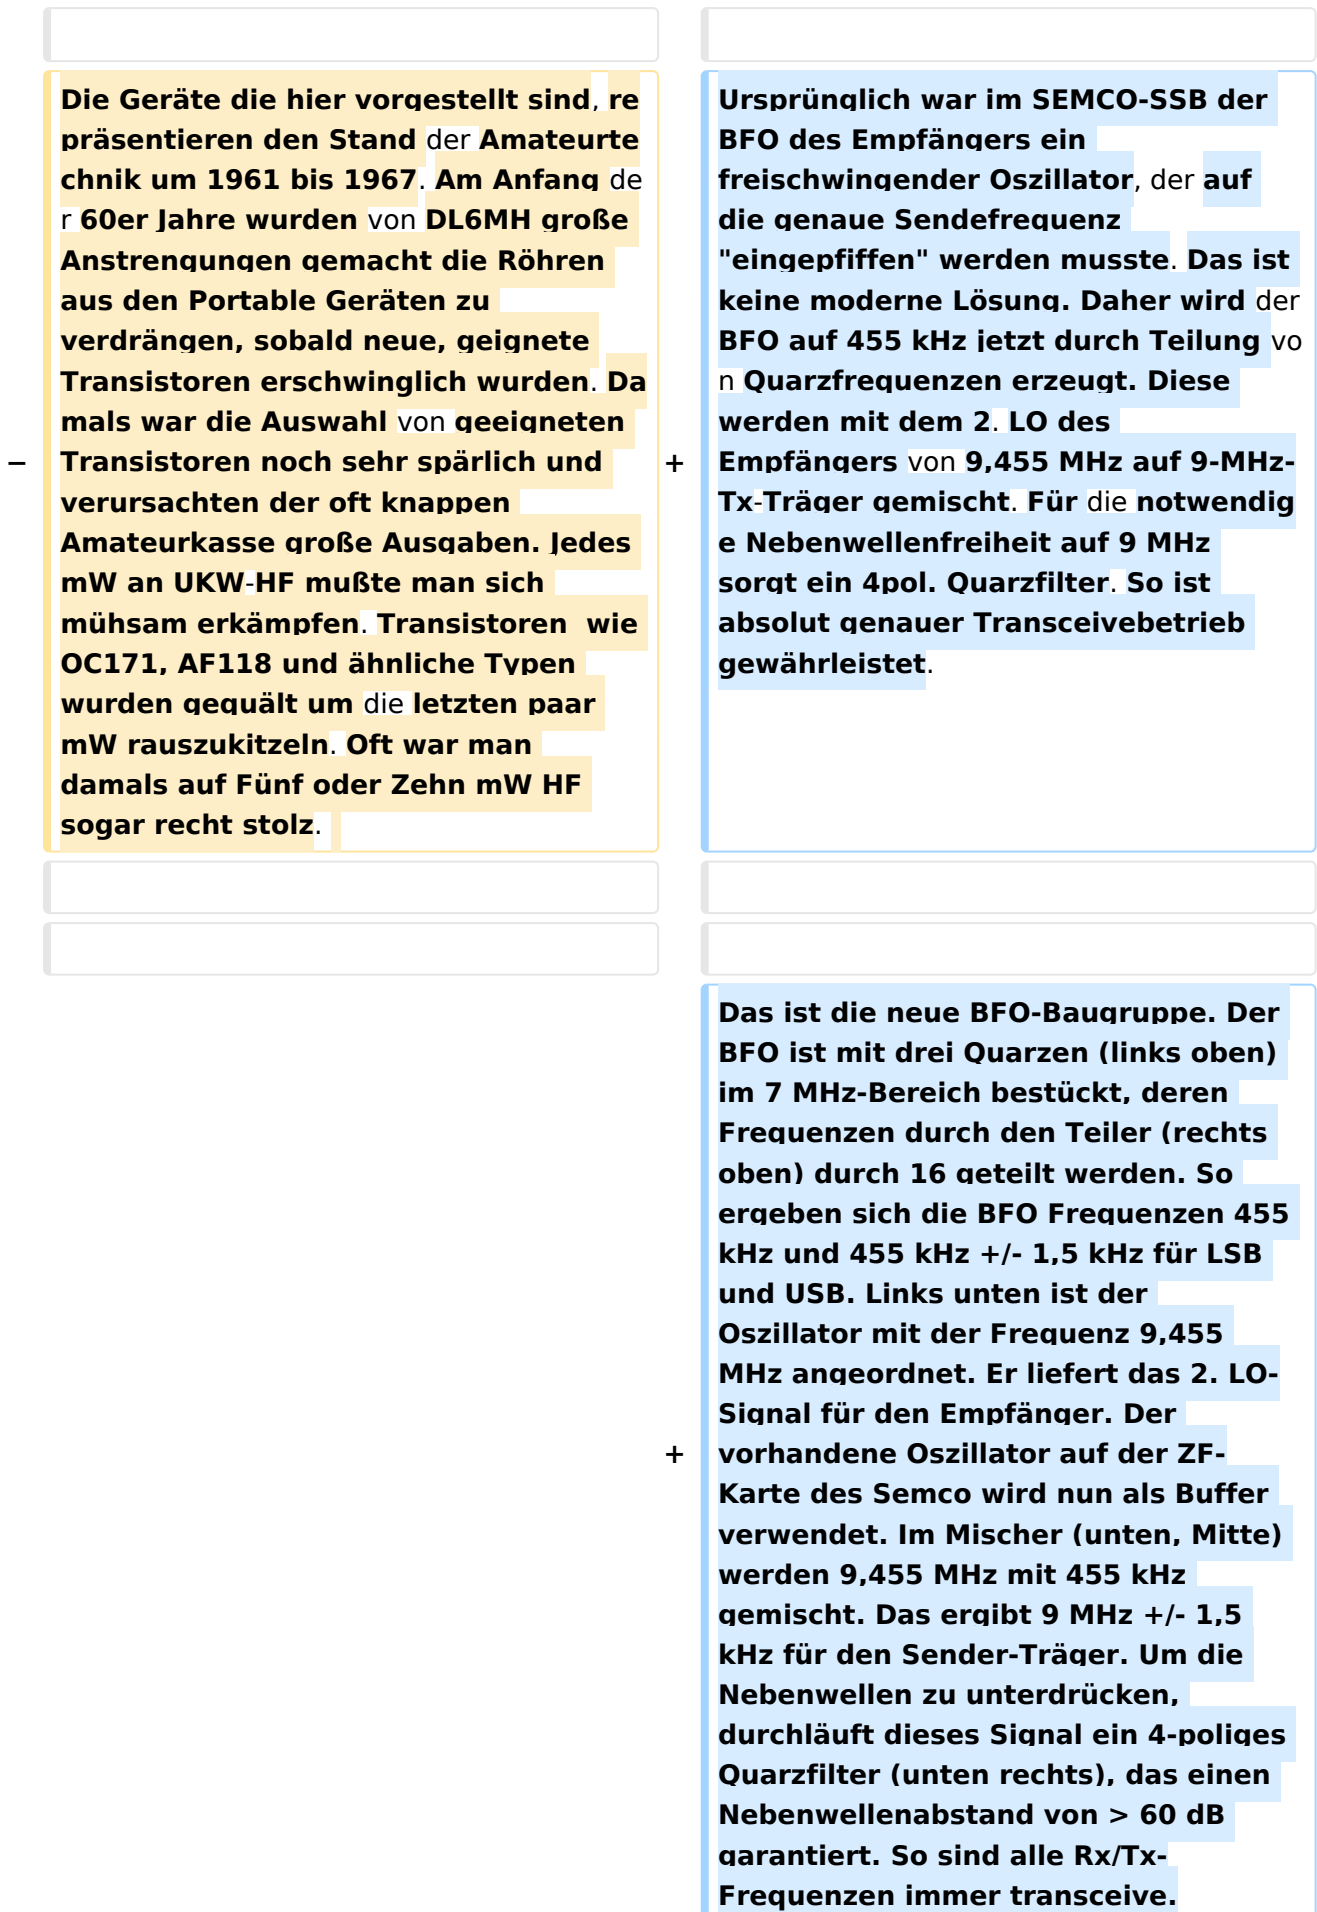 Die Geräte die hier vorgestellt sind, re
präsentieren den Stand der Amateurte
chnik um 1961 bis 1967. Am Anfang de
r 60er Jahre wurden von DL6MH große
Anstrengungen gemacht die Röhren
aus den Portable Geräten zu
verdrängen, sobald neue, geignete
Transistoren erschwinglich wurden. Da
mals war die Auswahl von geeigneten
Transistoren noch sehr spärlich und
verursachten der oft knappen
Amateurkasse große Ausgaben. Jedes
mW an UKW-HF mußte man sich
mühsam erkämpfen. Transistoren  wie
OC171, AF118 und ähnliche Typen
wurden gequält um die letzten paar
mW rauszukitzeln. Oft war man
damals auf Fünf oder Zehn mW HF
sogar recht stolz.
−
+
Ursprünglich war im SEMCO-SSB der
BFO des Empfängers ein
freischwingender Oszillator, der auf
die genaue Sendefrequenz
"eingepfiffen" werden musste. Das ist
keine moderne Lösung. Daher wird der
BFO auf 455 kHz jetzt durch Teilung vo
n Quarzfrequenzen erzeugt. Diese
werden mit dem 2. LO des
Empfängers von 9,455 MHz auf 9-MHz-
Tx-Träger gemischt. Für die notwendig
e Nebenwellenfreiheit auf 9 MHz
sorgt ein 4pol. Quarzfilter. So ist
absolut genauer Transceivebetrieb
gewährleistet.
+
Das ist die neue BFO-Baugruppe. Der
BFO ist mit drei Quarzen (links oben)
im 7 MHz-Bereich bestückt, deren
Frequenzen durch den Teiler (rechts
oben) durch 16 geteilt werden. So
ergeben sich die BFO Frequenzen 455
kHz und 455 kHz +/- 1,5 kHz für LSB
und USB. Links unten ist der
Oszillator mit der Frequenz 9,455
MHz angeordnet. Er liefert das 2. LO-
Signal für den Empfänger. Der
vorhandene Oszillator auf der ZF-
Karte des Semco wird nun als Buffer
verwendet. Im Mischer (unten, Mitte)
werden 9,455 MHz mit 455 kHz
gemischt. Das ergibt 9 MHz +/- 1,5
kHz für den Sender-Träger. Um die
Nebenwellen zu unterdrücken,
durchläuft dieses Signal ein 4-poliges
Quarzfilter (unten rechts), das einen
Nebenwellenabstand von > 60 dB
garantiert. So sind alle Rx/Tx-
Frequenzen immer transceive.